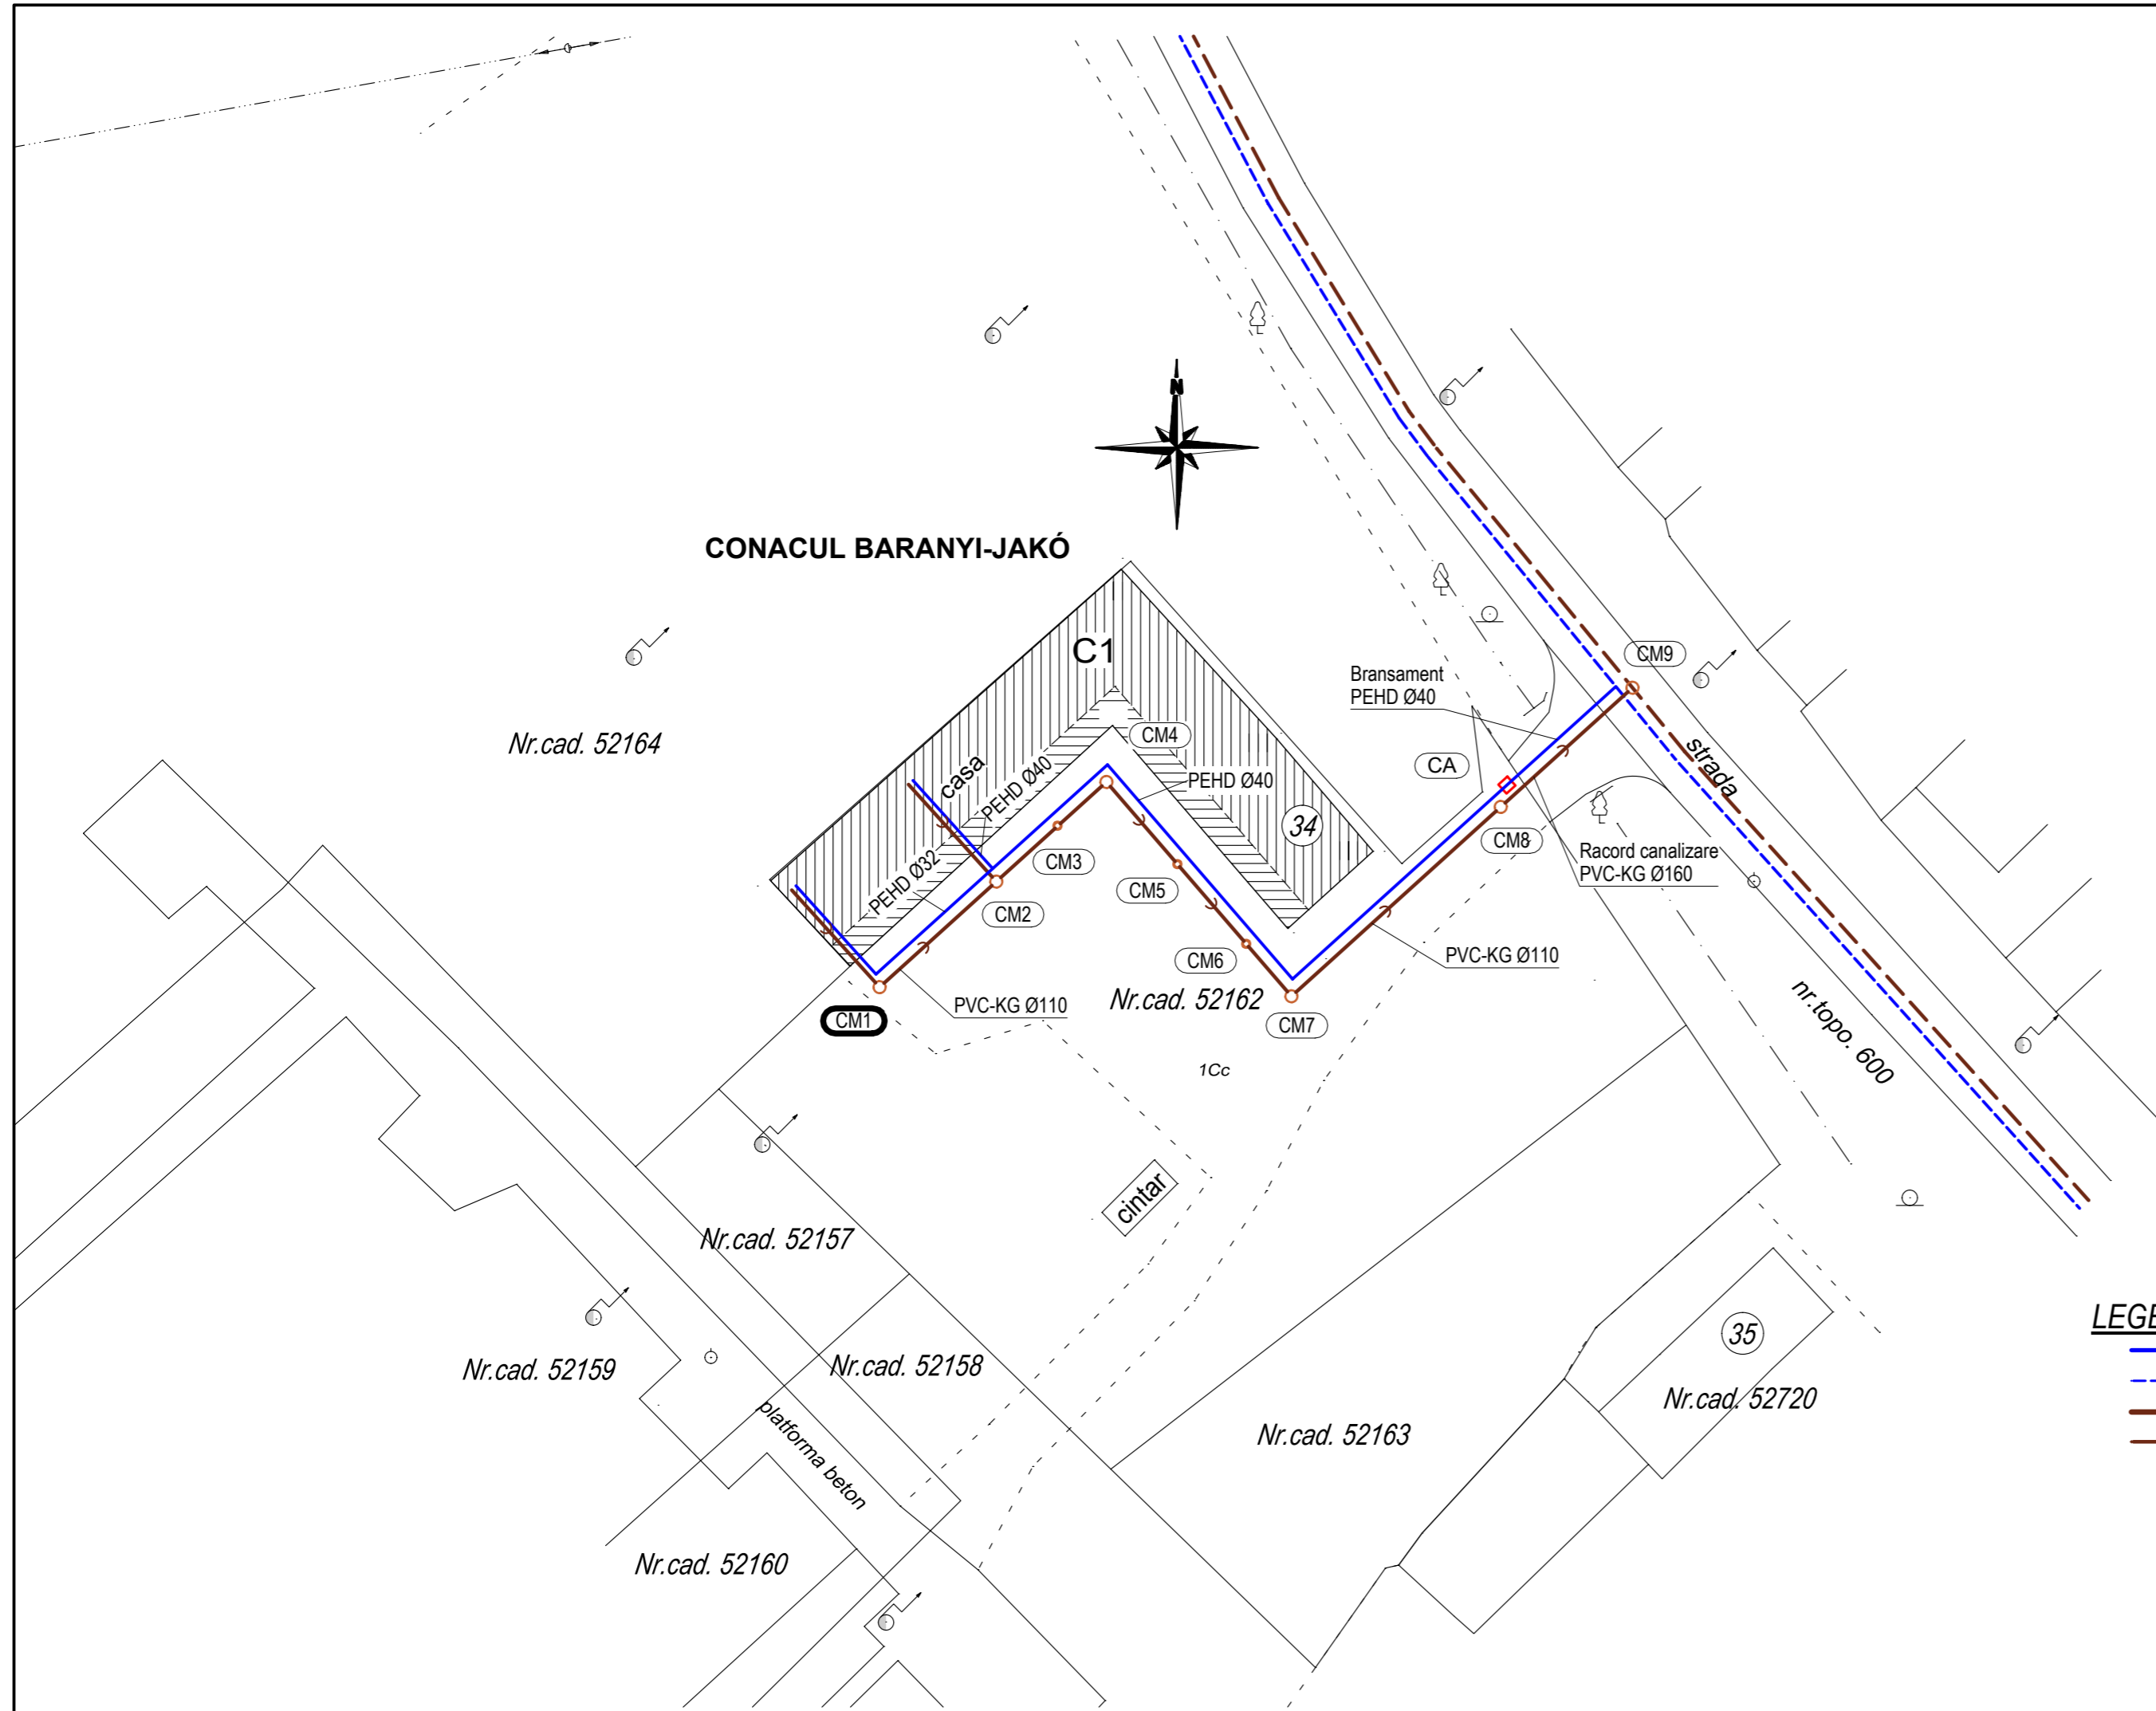 N
CONACUL BARANYI-JAKÓ
C1
CM9
Bransament
PEHD Ø40
Nr.cad. 52164
CM4
strada
casa
PEHD Ø40
PEHD Ø40
CA
34
CM8
CM3
Racord canalizare
PVC-KG Ø160
PEHD Ø32
CM5
CM2
CM6
PVC-KG Ø110
Nr.cad. 52162
PVC-KG Ø110
CM1
CM7
nr.topo. 600
1Cc
cintar
Nr.cad. 52157
35
LEGE
Nr.cad. 52159
Nr.cad. 52158
Nr.cad. 52720
platforma beton
Nr.cad. 52163
Nr.cad. 52160